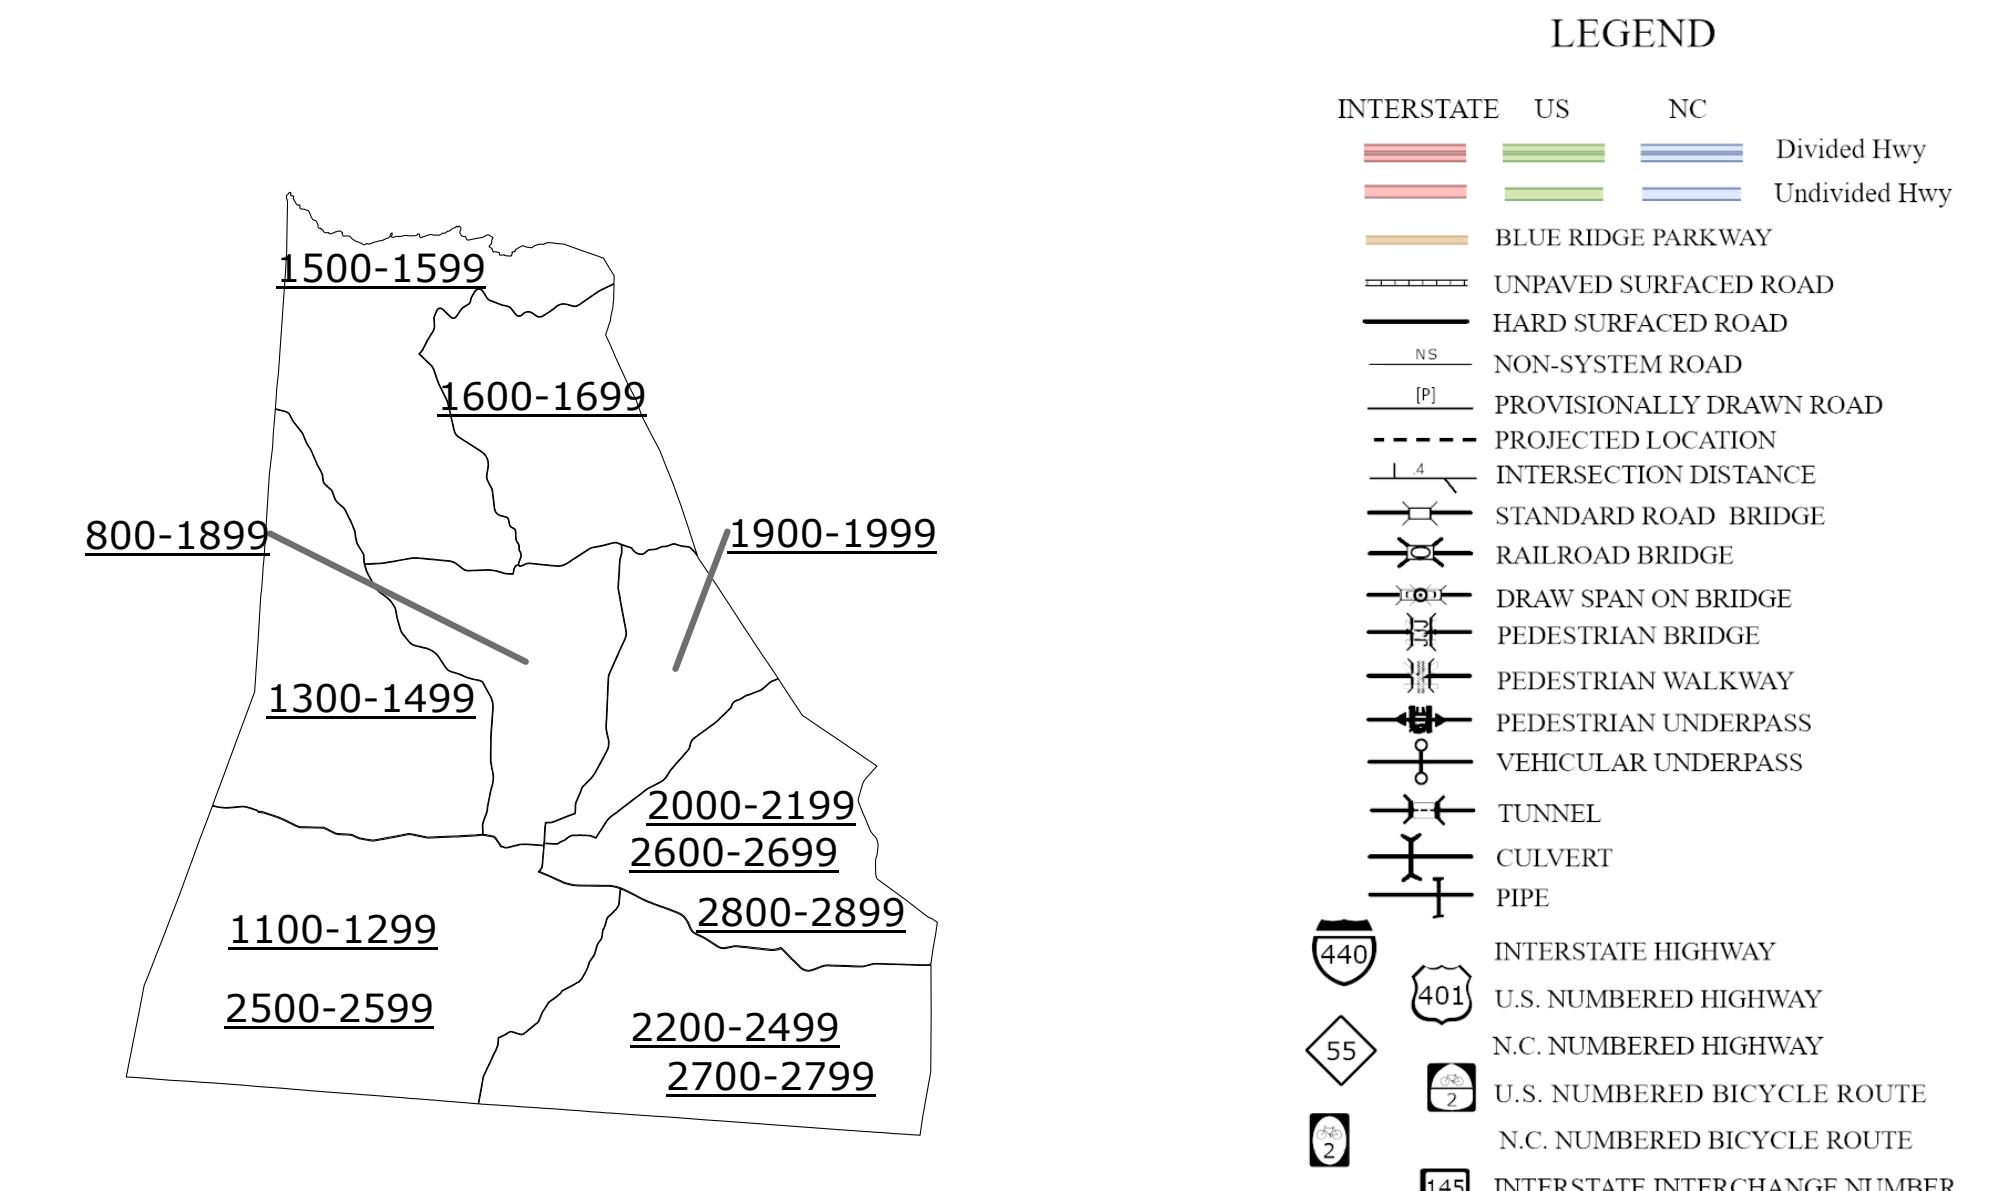 1500-1599
1600-1699
800-1899
1900-1999
1300-1499
2000-2199
2600-2699
2800-2899
1100-1299
2500-2599
2200-2499
2700-2799
LEGEND
INTERSTATE US NC
Divided Hwy
Undivided Hwy
BLUE RIDGE PARKWAY
UNPAVED SURFACED ROAD
HARD SURFACED ROAD
NS NON-SYSTEM ROAD
[P] PROVISIONALLY DRAWN ROAD
PROJECTED LOCATION
.4 INTERSECTION DISTANCE
STANDARD ROAD BRIDGE
RAILROAD BRIDGE
DRAW SPAN ON BRIDGE
PEDESTRIAN BRIDGE
PEDESTRIAN WALKWAY
PEDESTRIAN UNDERPASS
VEHICULAR UNDERPASS
TUNNEL
CULVERT
PIPE
440 INTERSTATE HIGHWAY
401 U.S. NUMBERED HIGHWAY
55 N.C. NUMBERED HIGHWAY
2 U.S. NUMBERED BICYCLE ROUTE
2 N.C. NUMBERED BICYCLE ROUTE
145 INTERSTATE INTERCHANGE NUMBER